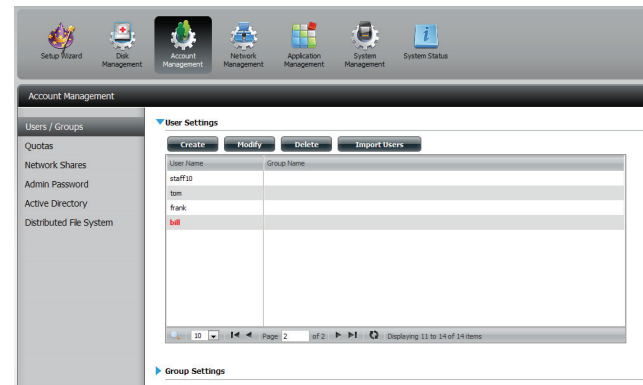 Setup Wizard
Disk Management
Account Management
Network Management
Application Management
System Management
System Status
Account Management
Users / Groups
Quotas
Network Shares
Admin Password
Active Directory
Distributed File System
User Settings
Create Modify Delete Import Users
User Name Group Name
staff10
tom
frank
bill
10 Page 2 of 2 Displaying 11 to 14 of 14 items
Group Settings